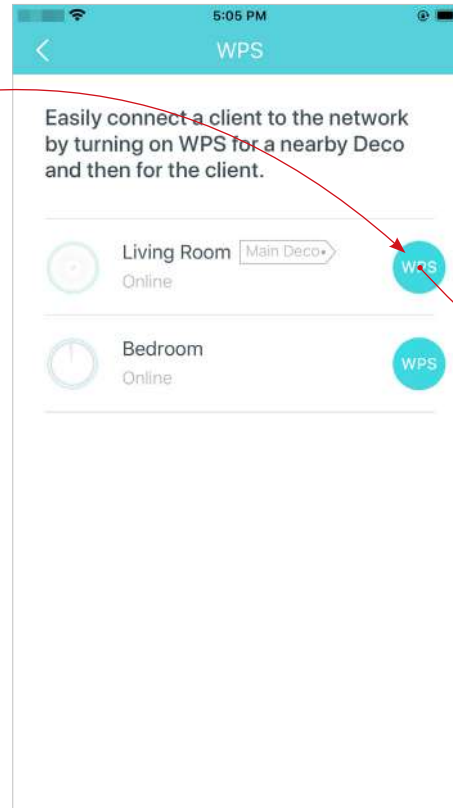 5:05 PM
WPS
Easily connect a client to the network
by turning on WPS for a nearby Deco
and then for the client.
Living Room Main Deco
WPS
Online
Bedroom
WPS
Online